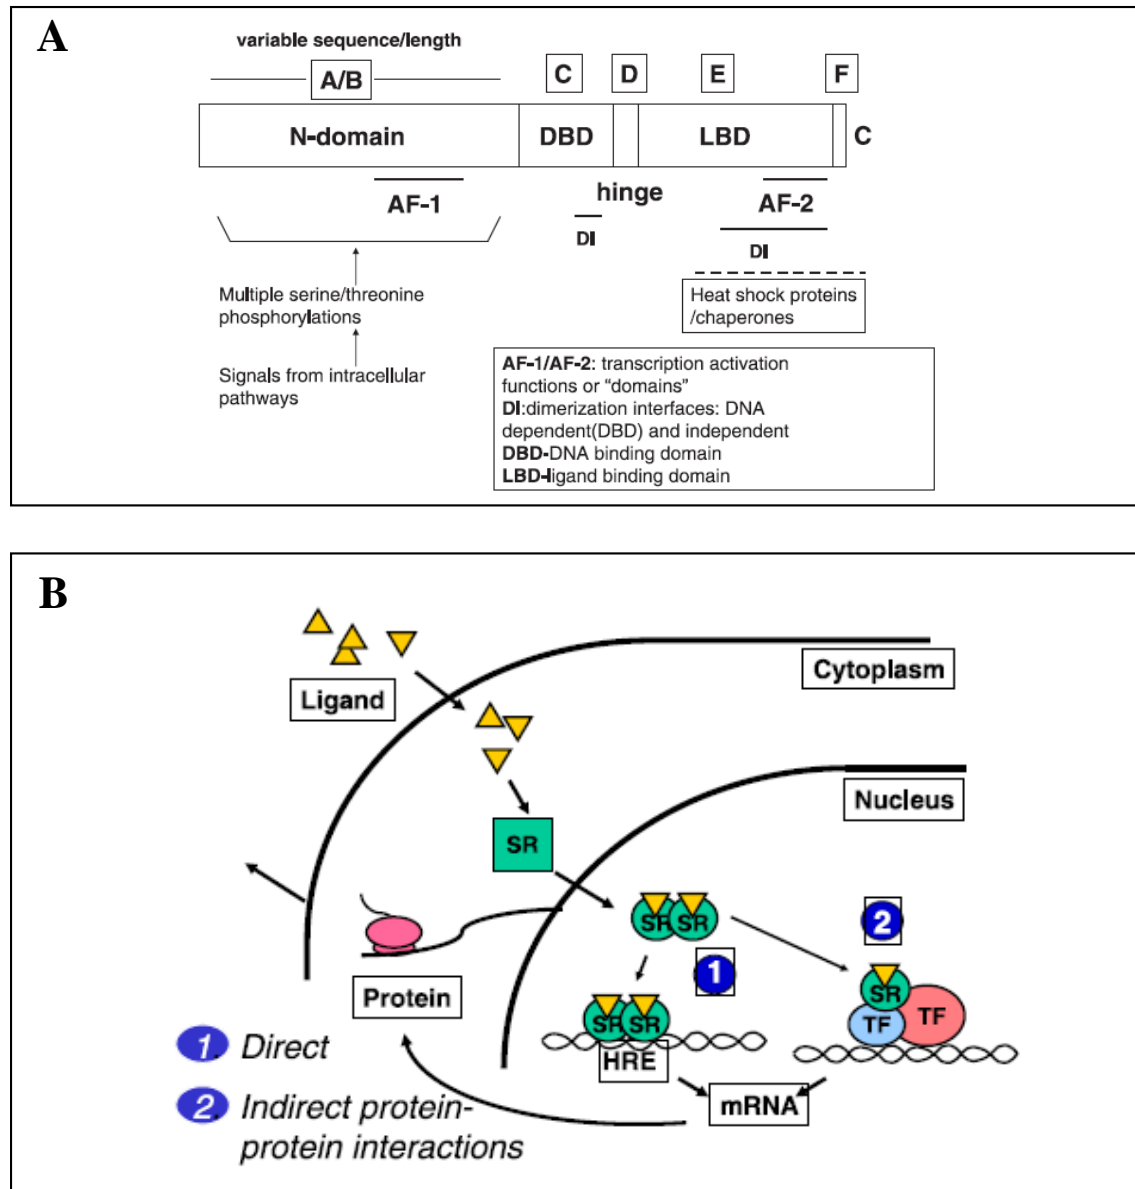 A
variable sequence/length
A/B
C
D
E
F
N-domain
DBD
LBD
C
AF-1
hinge
AF-2
DI
DI
Multiple serine/threonine
phosphorylations
Heat shock proteins
/chaperones
Signals from intracellular
pathways
AF-1/AF-2: transcription activation
functions or “domains”
DI:dimerization interfaces: DNA
dependent(DBD) and independent
DBD-DNA binding domain
LBD-ligand binding domain
B
Ligand
Cytoplasm
Nucleus
SR
SR SR
2
1
SR
TF TF
SR SR
HRE
Protein
mRNA
1. Direct
2. Indirect protein-
protein interactions